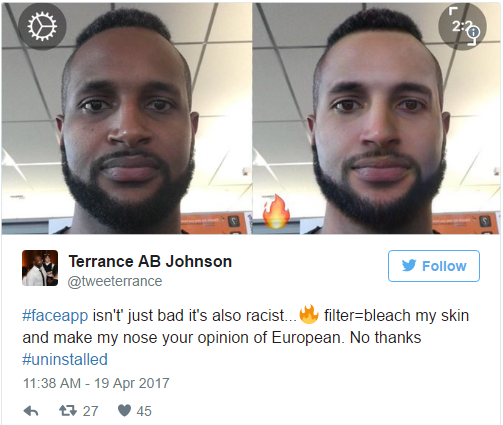 2:2
Terrance AB Johnson
@tweeterrance
Follow
#faceapp isn't' just bad it's also racist...🔥 filter=bleach my skin
and make my nose your opinion of European. No thanks
#uninstalled
11:38 AM - 19 Apr 2017
27 45